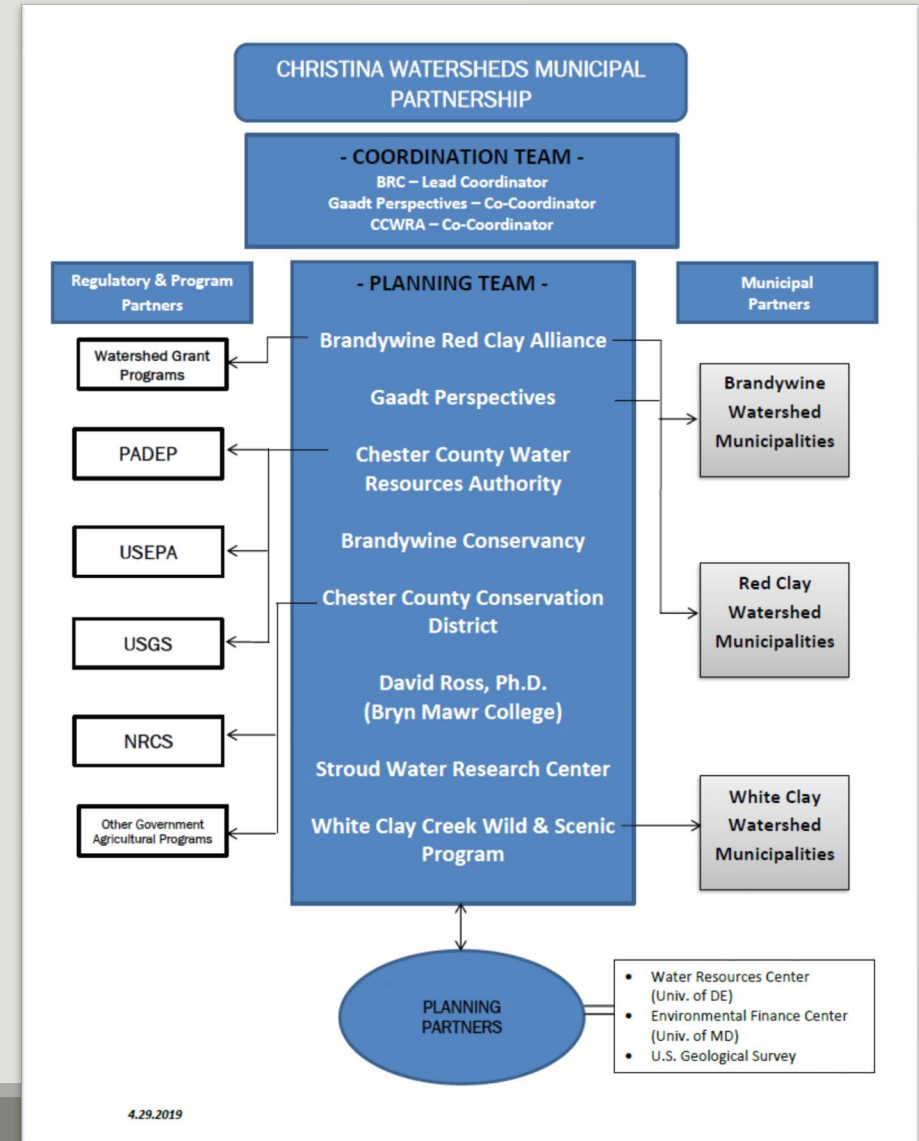 CHRISTINA WATERSHEDS MUNICIPAL
PARTNERSHIP
- COORDINATION TEAM -
BRC – Lead Coordinator
Gaadt Perspectives – Co-Coordinator
CCWRA – Co-Coordinator
Regulatory & Program
Partners
Watershed Grant
Programs
PADEP
USEPA
USGS
NRCS
Other Government
Agricultural Programs
- PLANNING TEAM -
Brandywine Red Clay Alliance
Gaadt Perspectives
Chester County Water
Resources Authority
Brandywine Conservancy
Chester County Conservation
District
David Ross, Ph.D.
(Bryn Mawr College)
Stroud Water Research Center
White Clay Creek Wild & Scenic
Program
Municipal
Partners
Brandywine
Watershed
Municipalities
Red Clay
Watershed
Municipalities
White Clay
Watershed
Municipalities
PLANNING
PARTNERS
• Water Resources Center
(Univ. of DE)
• Environmental Finance Center
(Univ. of MD)
• U.S. Geological Survey
4.29.2019